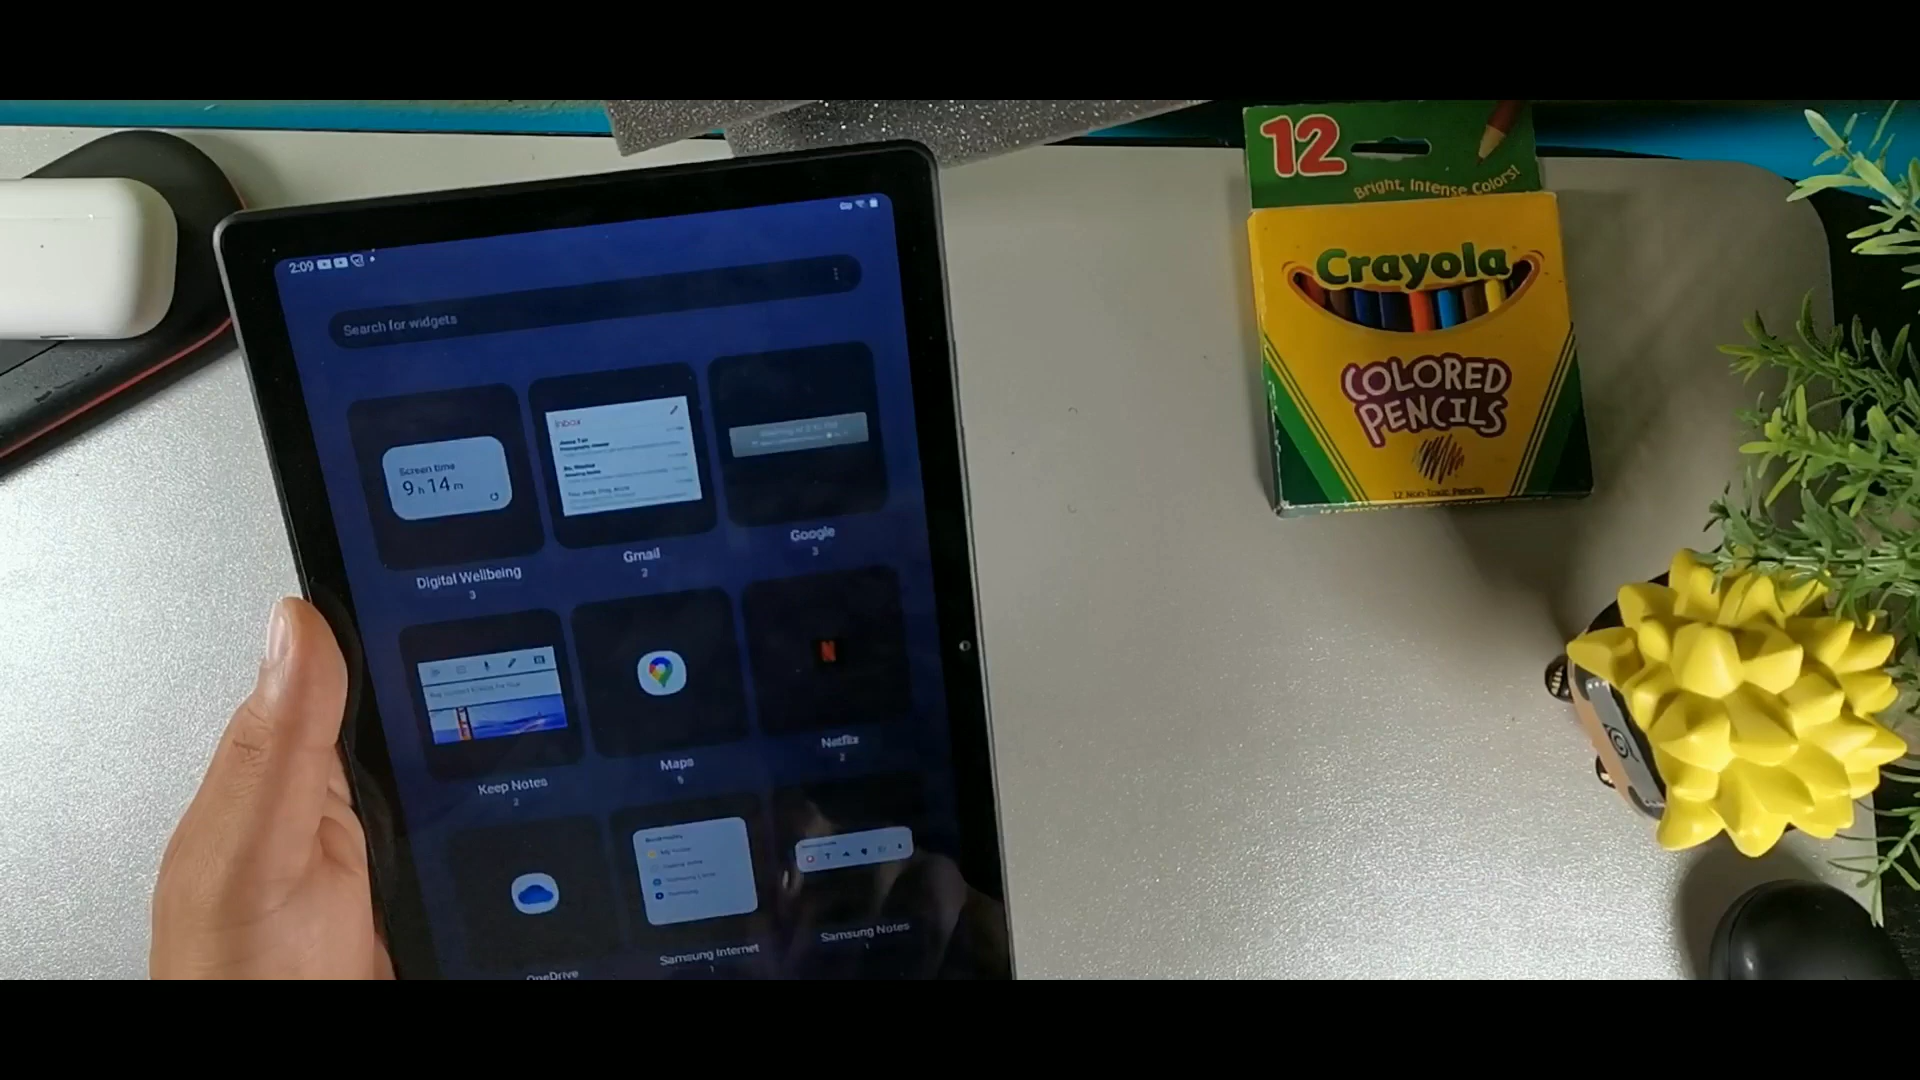 2:09
Search for widgets
Screen time
9 h 14 m
Digital Wellbeing
3
Inbox
Gmail
2
Google
3
Keep Notes
2
Maps
5
N
Netflix
2
OneDrive
Samsung Internet
1
Samsung Notes
1
12
Bright, Intense Colors!
Crayola
COLORED
PENCILS
12 Non-Toxic Pencils